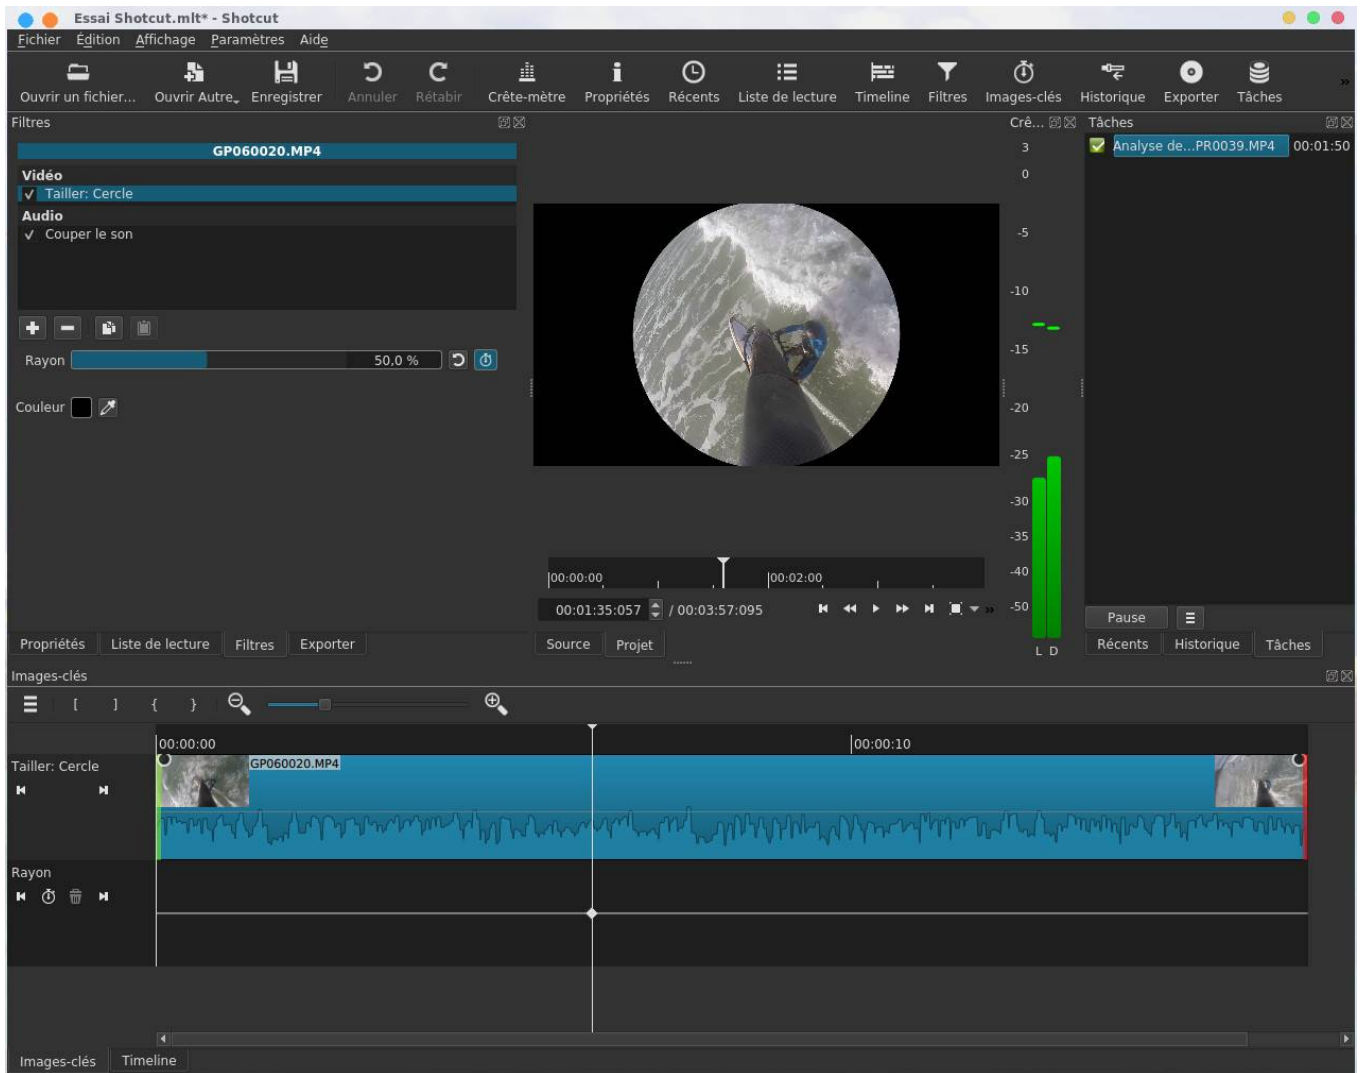 Essai Shotcut.mlt* - Shotcut
Fichier Édition Affichage Paramètres Aide
Ouvrir un fichier... Ouvrir Autre Enregistrer Annuler Rétabir Crête-mètre Propriétés Récents Liste de lecture Timeline Filtres Images-clés Historique Exporter Tâches »
Filtres
GP060020.MP4
Vidéo
Tailler: Cercle
Audio
Couper le son
Rayon 50,0 %
Couleur
Propriétés Liste de lecture Filtres Exporter
00:00:00 00:02:00
00:01:35:057 / 00:03:57:095 »
Source Projet
Crê...
3
0
-5
-10
-15
-20
-25
-30
-35
-40
-50
L D
Tâches
Analyse de...PR0039.MP4 00:01:50
Pause
Récents Historique Tâches
Images-clés
[ ] { }
00:00:00 00:00:10
Tailler: Cercle
GP060020.MP4
Rayon
Images-clés Timeline